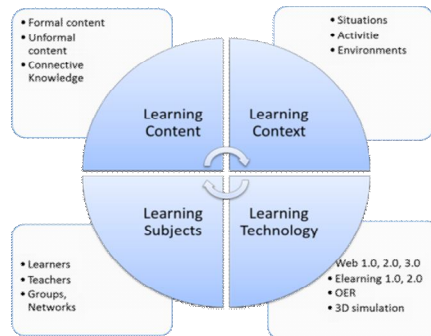 • Formal content
• Unformal
content
• Connective
Knowledge
• Situations
• Activitie
• Environments
Learning
Content
Learning
Context
Learning
Subjects
Learning
Technology
• Learners
• Teachers
• Groups,
Networks
• Web 1.0, 2.0, 3.0
• Elearning 1.0, 2.0
• OER
• 3D simulation